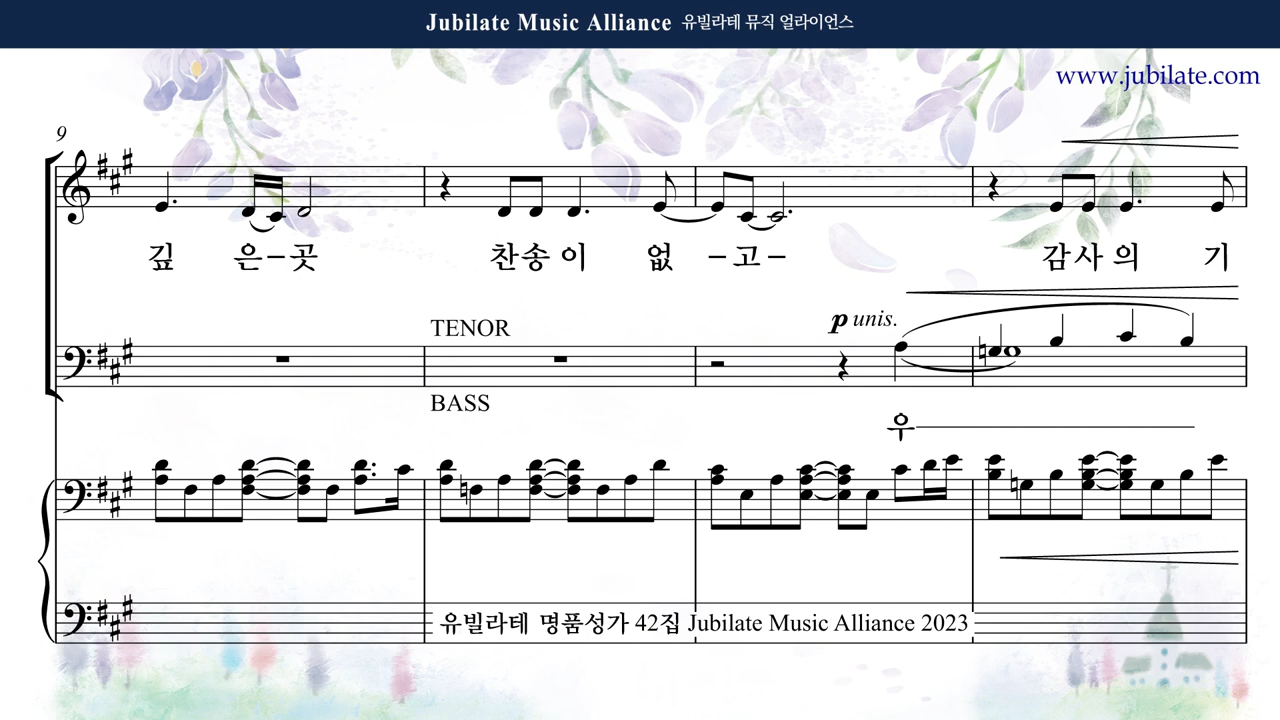 Jubilate Music Alliance 유빌라테 뮤직 얼라이언스
www.jubilate.com
9
깊 은-곳 찬송이 없 -고- 감사의 기
TENOR
p unis.
BASS
우
유빌라테 명품성가 42집 Jubilate Music Alliance 2023